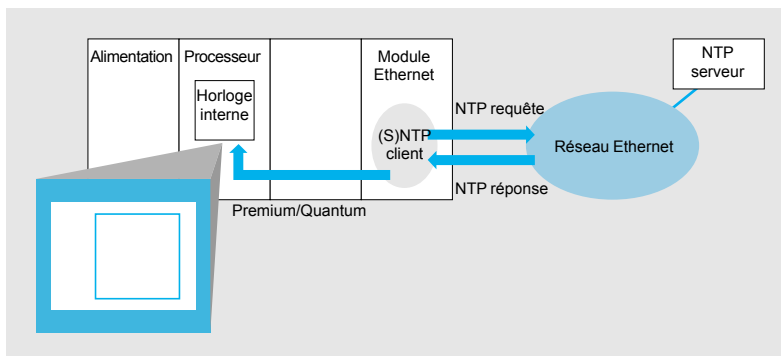 Alimentation
Processeur
Horloge
interne
Module
Ethernet
(S)NTP
client
NTP requête
NTP réponse
Réseau Ethernet
NTP
serveur
Premium/Quantum